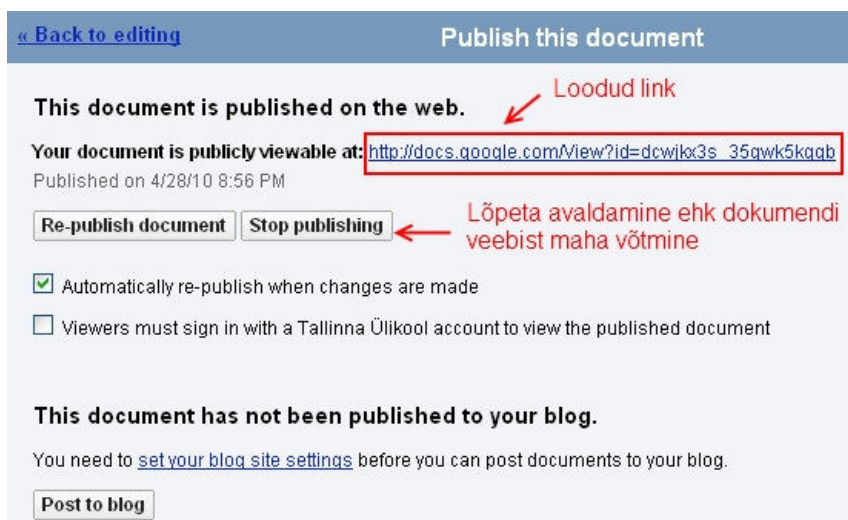 « Back to editing
Publish this document
Loodud link
This document is published on the web.
Your document is publicly viewable at: http://docs.google.com/View?id=dcwjkx3s_35qwk5kqqb
Published on 4/28/10 8:56 PM
Re-publish document Stop publishing
Lõpeta avaldamine ehk dokumendi
veebist maha võtmine
Automatically re-publish when changes are made
Viewers must sign in with a Tallinna Ülikool account to view the published document
This document has not been published to your blog.
You need to set your blog site settings before you can post documents to your blog.
Post to blog